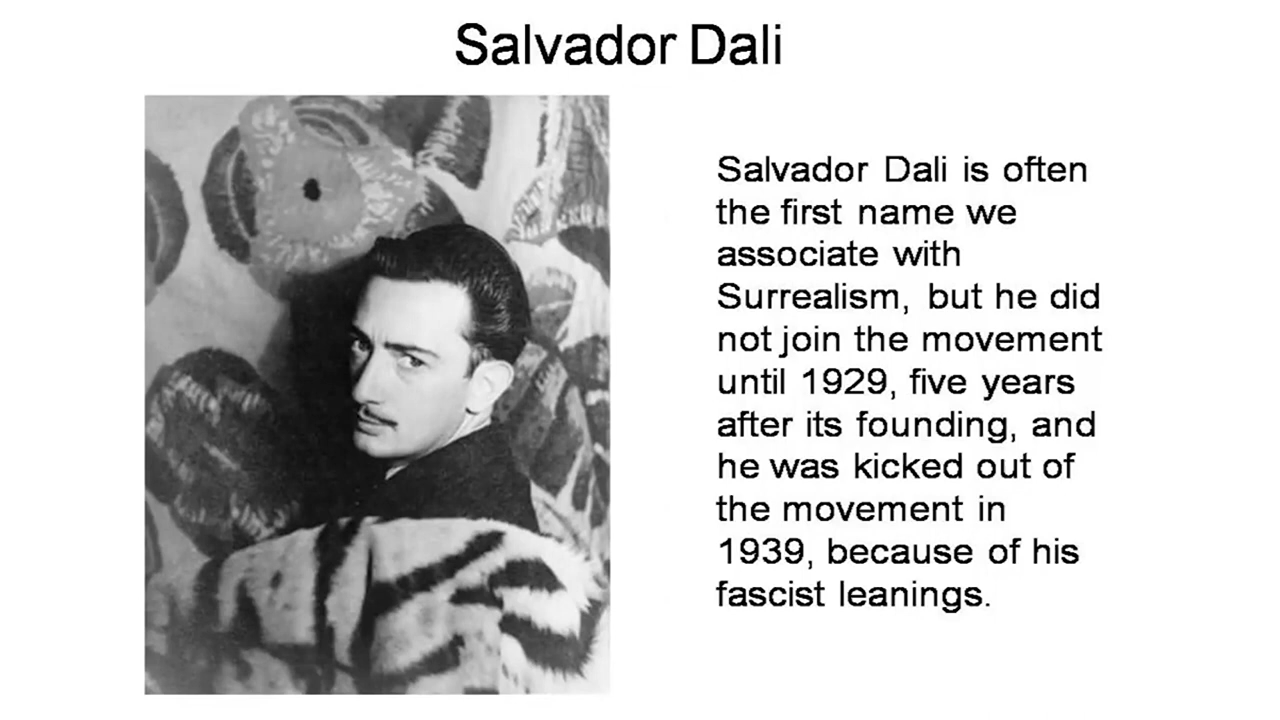 Salvador Dali
Salvador Dali is often
the first name we
associate with
Surrealism, but he did
not join the movement
until 1929, five years
after its founding, and
he was kicked out of
the movement in
1939, because of his
fascist leanings.